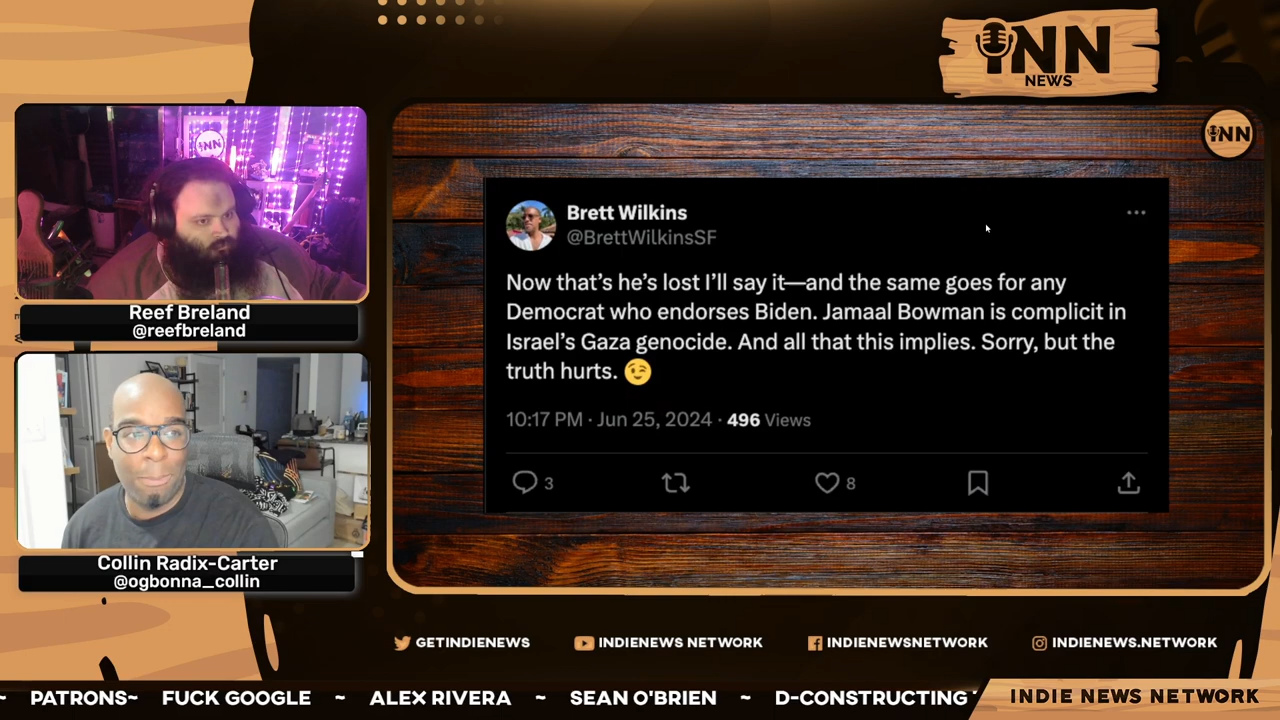 INN
NEWS
INN
INN
Reef Breland
@reefbreland
Collin Radix-Carter
@ogbonna_collin
Brett Wilkins
@BrettWilkinsSF
Now that’s he’s lost I’ll say it—and the same goes for any
Democrat who endorses Biden. Jamaal Bowman is complicit in
Israel’s Gaza genocide. And all that this implies. Sorry, but the
truth hurts. 😉
10:17 PM · Jun 25, 2024 · 496 Views
3 8
GETINDIENEWS INDIENEWS NETWORK INDIENEWSNETWORK INDIENEWS.NETWORK
~ PATRONS~ FUCK GOOGLE ~ ALEX RIVERA ~ SEAN O'BRIEN ~ D-CONSTRUCTING
INDIE NEWS NETWORK